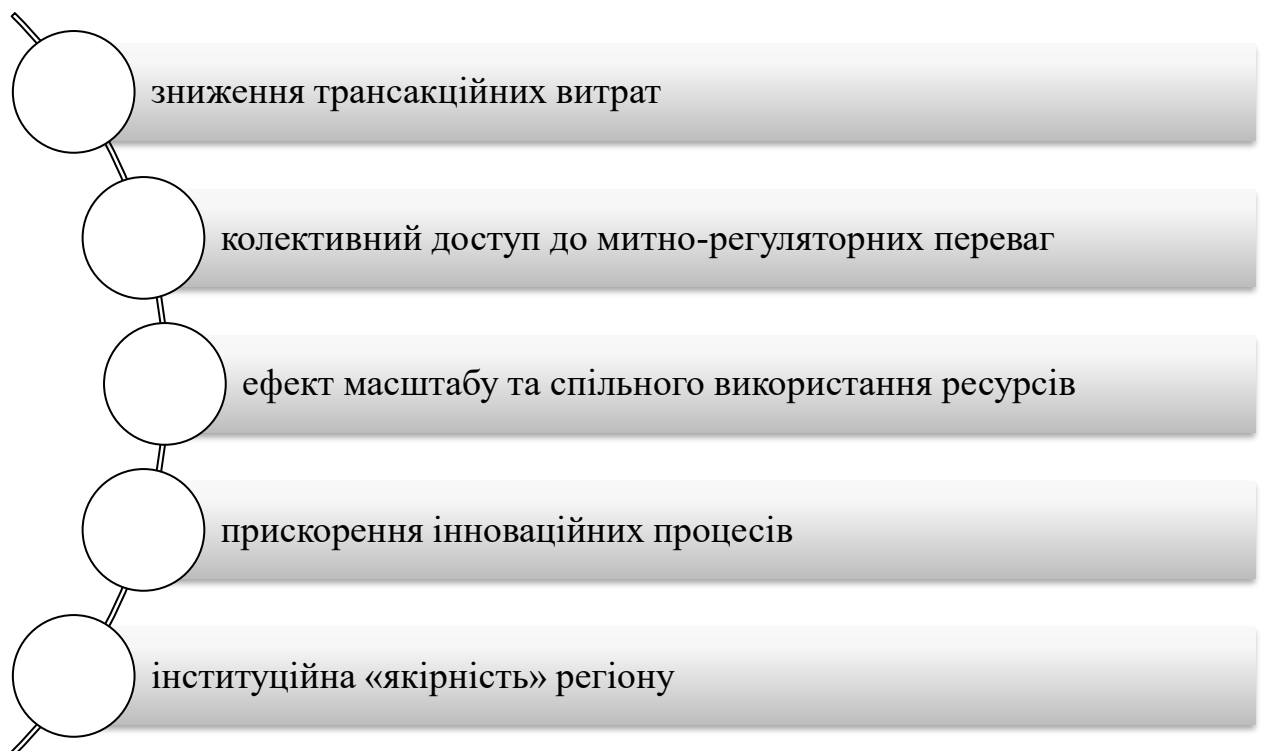 зниження трансакційних витрат
колективний доступ до митно-регуляторних переваг
ефект масштабу та спільного використання ресурсів
прискорення інноваційних процесів
інституційна «якірність» регіону